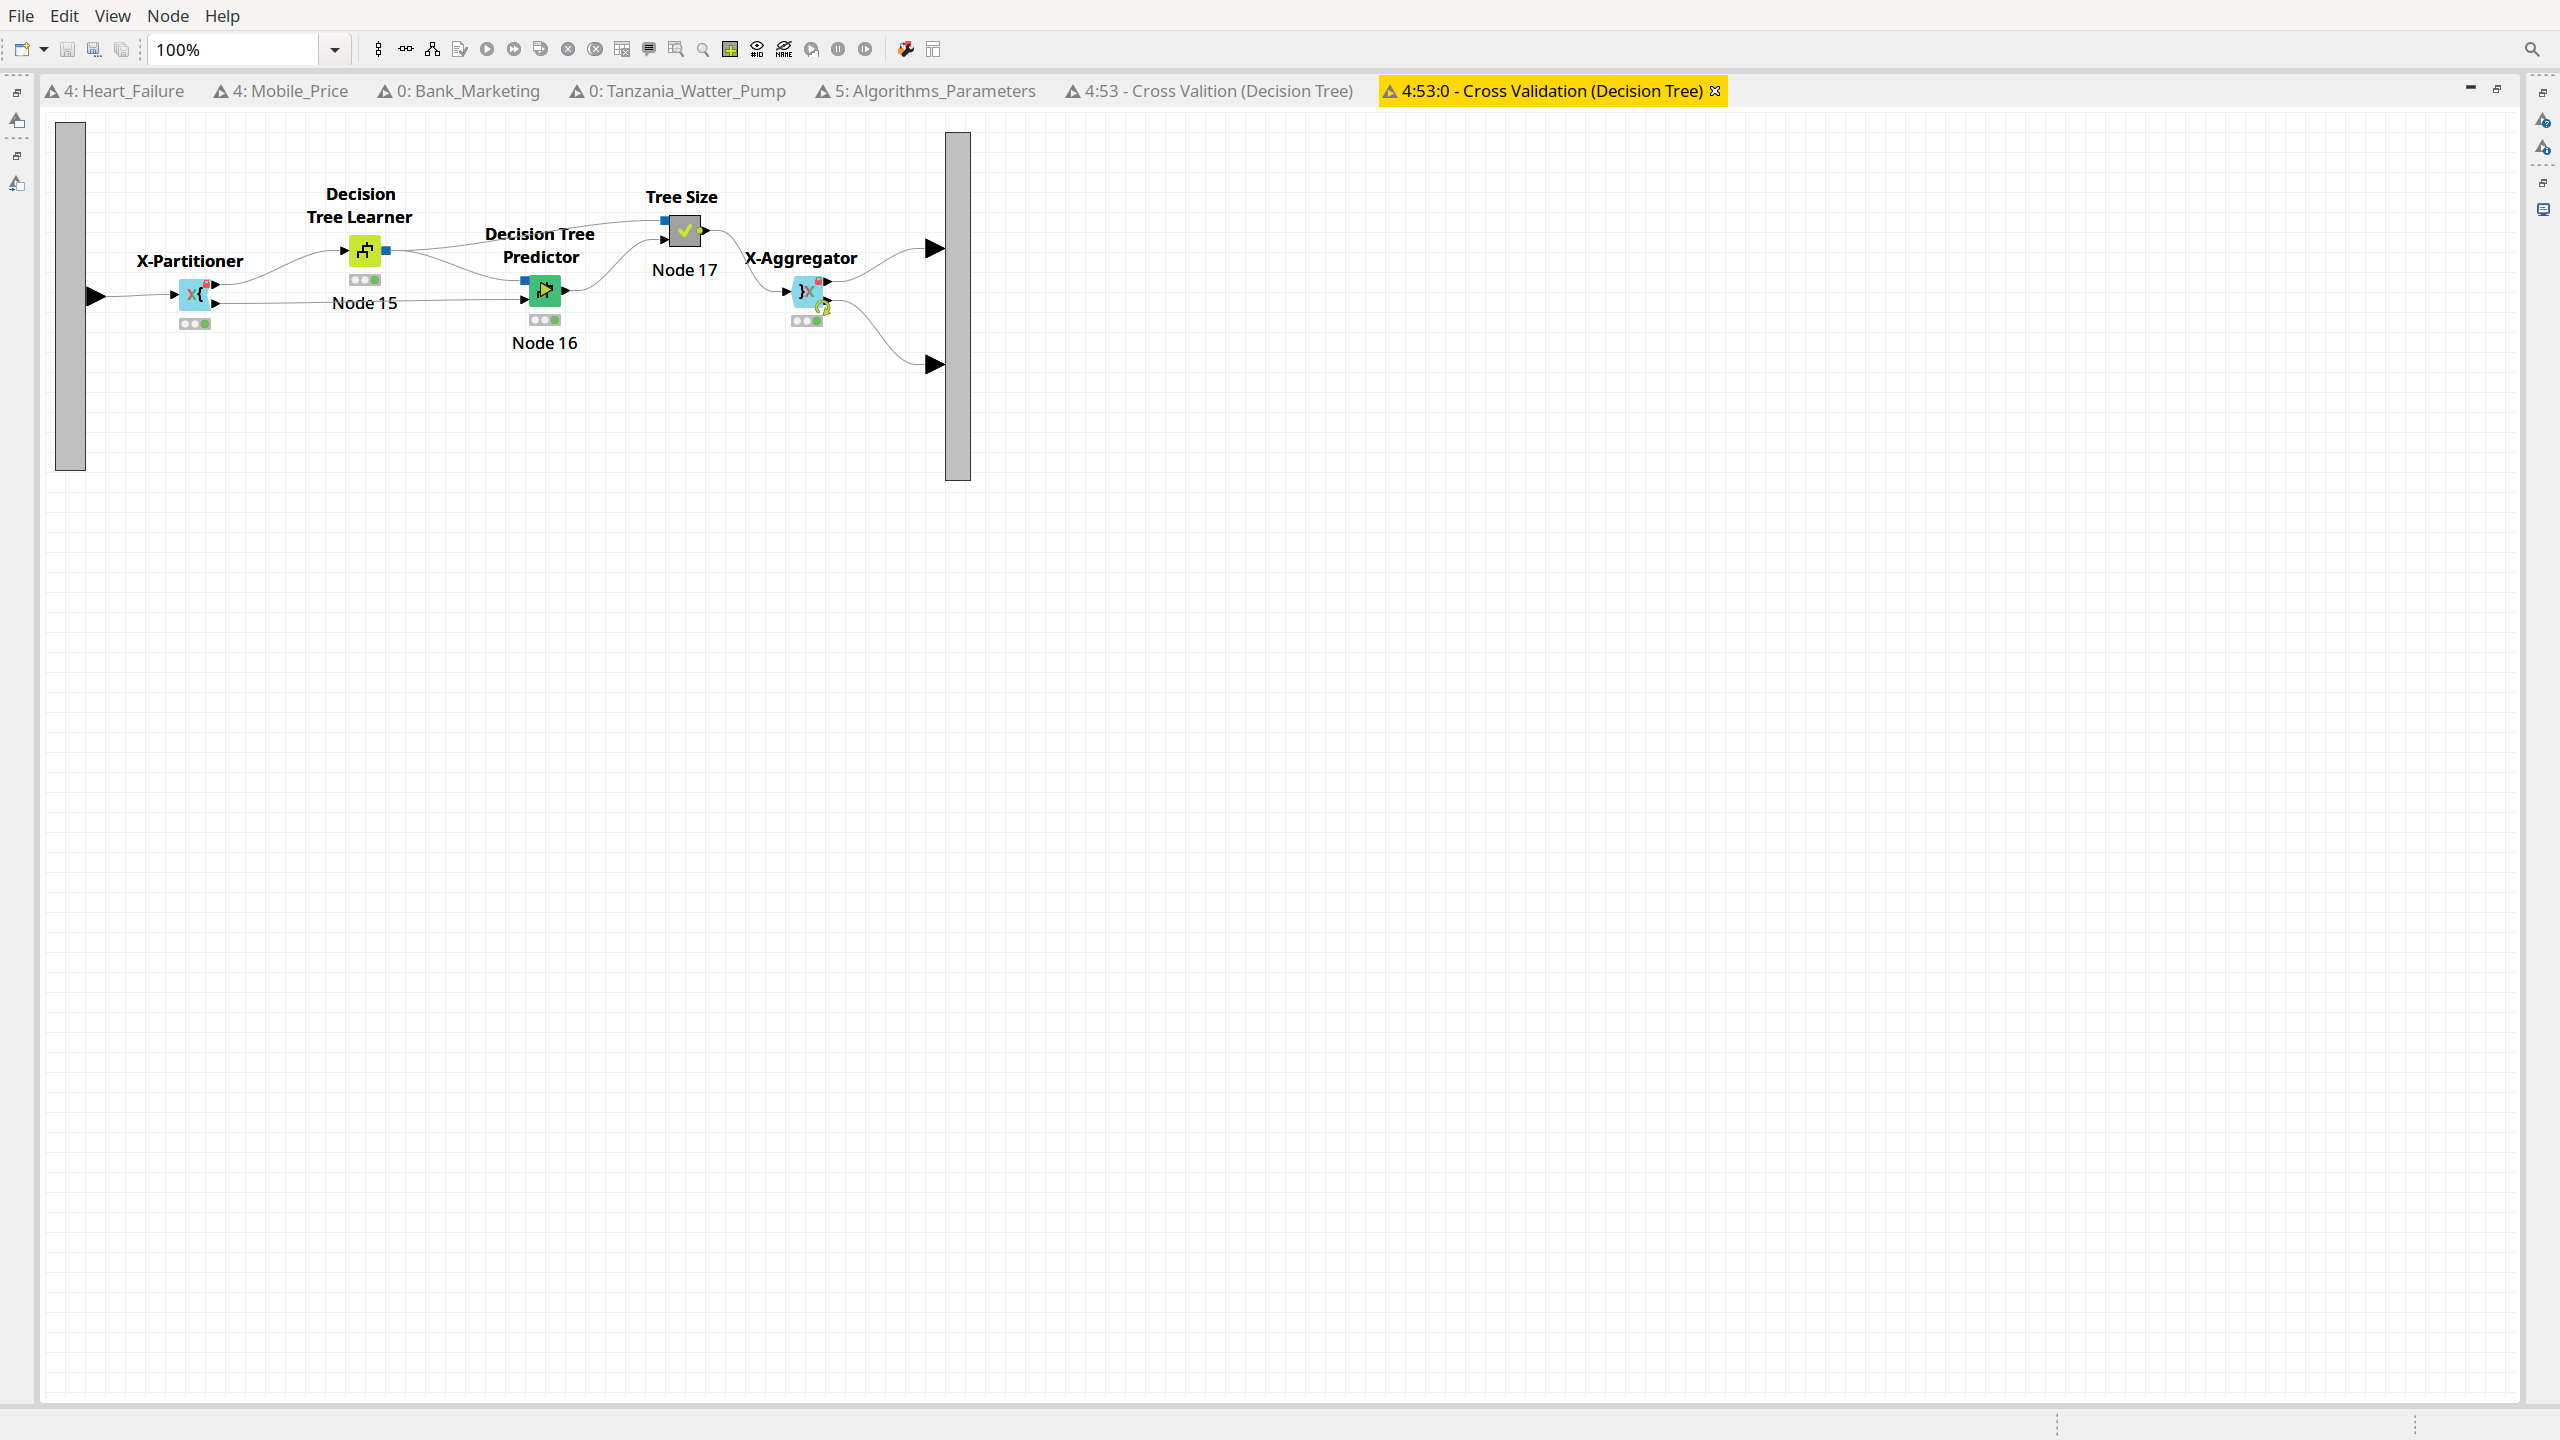 File Edit View Node Help
100%
#ID NAME
4: Heart_Failure 4: Mobile_Price 0: Bank_Marketing 0: Tanzania_Watter_Pump 5: Algorithms_Parameters 4:53 - Cross Valition (Decision Tree) 4:53:0 - Cross Validation (Decision Tree)
Decision
Tree Learner
Node 15
Tree Size
Node 17
Decision Tree
Predictor
Node 16
X-Partitioner
X{
X-Aggregator
}X